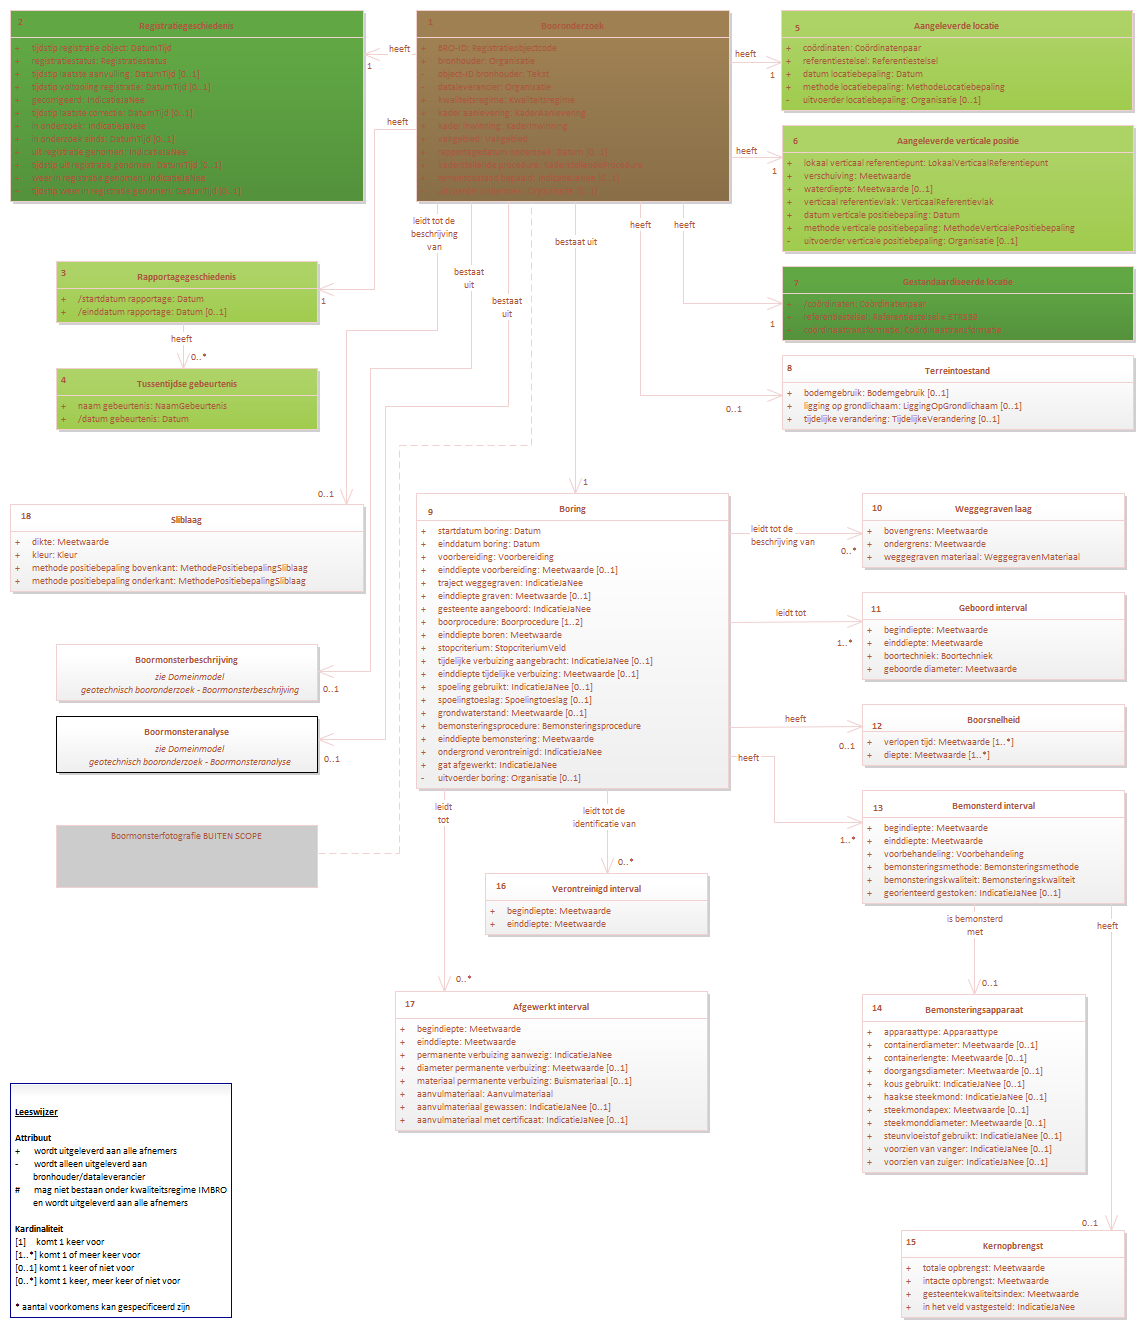 2
Registratiegeschiedenis
+ tijdstip registratie object: DatumTijd
+ registratiestatus: Registratiestatus
+ tijdstip laatste aanvulling: DatumTijd [0..1]
+ tijdstip voltooiing registratie: DatumTijd [0..1]
+ gecorrigeerd: IndicatieJaNee
+ tijdstip laatste correctie: DatumTijd [0..1]
+ in onderzoek: IndicatieJaNee
+ in onderzoek sinds: DatumTijd [0..1]
+ uit registratie genomen: IndicatieJaNee
+ tijdstip uit registratie genomen: DatumTijd [0..1]
+ weer in registratie genomen: IndicatieJaNee
+ tijdstip weer in registratie genomen: DatumTijd [0..1]
heeft
1
1
Booronderzoek
+ BRO-ID: Registratieobjectcode
+ bronhouder: Organisatie
- object-ID bronhouder: Tekst
- dataleverancier: Organisatie
+ kwaliteitsregime: Kwaliteitsregime
+ kader aanlevering: KaderAanlevering
+ kader inwinning: KaderInwinning
+ vakgebied: Vakgebied
heeft
heeft
1
5
Aangeleverde locatie
+ coördinaten: Coördinatenpaar
+ referentiestelsel: Referentiestelsel
+ datum locatiebepaling: Datum
+ methode locatiebepaling: MethodeLocatiebepaling
- uitvoerder locatiebepaling: Organisatie [0..1]
heeft
1
6
Aangeleverde verticale positie
+ lokaal verticaal referentiepunt: LokaalVerticaalReferentiepunt
+ verschuiving: Meetwaarde
+ waterdiepte: Meetwaarde [0..1]
+ verticaal referentievlak: VerticaalReferentievlak
+ datum verticale positiebepaling: Datum
+ methode verticale positiebepaling: MethodeVerticalePositiebepaling
- uitvoerder verticale positiebepaling: Organisatie [0..1]
leidt tot de
beschrijving
van
bestaat
uit
bestaat
uit
bestaat uit
heeft
heeft
3
Rapportagegeschiedenis
+ /startdatum rapportage: Datum
+ /einddatum rapportage: Datum [0..1]
1
heeft
0..*
4
Tussentijdse gebeurtenis
+ naam gebeurtenis: NaamGebeurtenis
+ /datum gebeurtenis: Datum
7
Gestandaardiseerde locatie
+ /coördinaten: Coördinatenpaar
+ referentiestelsel: Referentiestelsel= ETRS89
+ coördinaattransformatie: Coördinaattransformatie
1
8
Terreintoestand
+ bodemgebruik: Bodemgebruik [0..1]
+ ligging op grondlichaam: LiggingOpGrondlichaam [0..1]
+ tijdelijke verandering: TijdelijkeVerandering [0..1]
0..1
0..1
18
Sliblaag
+ dikte: Meetwaarde
+ kleur: Kleur
+ methode positiebepaling bovenkant: MethodePositiebepalingSliblaag
+ methode positiebepaling onderkant: MethodePositiebepalingSliblaag
1
9
Boring
+ startdatum boring: Datum
+ einddatum boring: Datum
+ voorbereiding: Voorbereiding
+ einddiepte voorbereiding: Meetwaarde [0..1]
+ traject weggegraven: IndicatieJaNee
+ einddiepte graven: Meetwaarde [0..1]
+ gesteente aangeboord: IndicatieJaNee
+ boorprocedure: Boorprocedure [1..2]
+ einddiepte boren: Meetwaarde
+ stopcriterium: StopcriteriumVeld
+ tijdelijke verbuizing aangebracht: IndicatieJaNee [0..1]
+ einddiepte tijdelijke verbuizing: Meetwaarde [0..1]
+ spoeling gebruikt: IndicatieJaNee [0..1]
+ spoelingtoeslag: Spoelingtoeslag [0..1]
+ grondwaterstand: Meetwaarde [0..1]
+ bemonsteringsprocedure: Bemonsteringsprocedure
+ einddiepte bemonstering: Meetwaarde
+ ondergrond verontreinigd: IndicatieJaNee
+ gat afgewerkt: IndicatieJaNee
- uitvoerder boring: Organisatie [0..1]
leidt tot de
beschrijving van
0..*
10
Weggegraven laag
+ bovengrens: Meetwaarde
+ ondergrens: Meetwaarde
+ weggegraven materiaal: WeggegravenMateriaal
leidt tot
1..*
11
Geboord interval
+ begindiepte: Meetwaarde
+ einddiepte: Meetwaarde
+ boortechniek: Boortechniek
+ geboorde diameter: Meetwaarde
heeft
0..1
12
Boorsnelheid
+ verlopen tijd: Meetwaarde [1..*]
+ diepte: Meetwaarde [1..*]
heeft
1..*
13
Bemonsterd interval
+ begindiepte: Meetwaarde
+ einddiepte: Meetwaarde
+ voorbehandeling: Voorbehandeling
+ bemonsteringsmethode: Bemonsteringsmethode
+ bemonsteringskwaliteit: Bemonsteringskwaliteit
+ georienteerd gestoken: IndicatieJaNee [0..1]
Boormonsterbeschrijving
zie Domeinmodel
geotechnisch booronderzoek - Boormonsterbeschrijving
0..1
Boormonsteranalyse
zie Domeinmodel
geotechnisch booronderzoek - Boormonsteranalyse
0..1
Boormonsterfotografie BUITEN SCOPE
leidt
tot
leidt tot de
identificatie van
0..*
16
Verontreinigd interval
+ begindiepte: Meetwaarde
+ einddiepte: Meetwaarde
0..*
17
Afgewerkt interval
+ begindiepte: Meetwaarde
+ einddiepte: Meetwaarde
+ permanente verbuizing aanwezig: IndicatieJaNee
+ diameter permanente verbuizing: Meetwaarde [0..1]
+ materiaal permanente verbuizing: Buismateriaal [0..1]
+ aanvulmateriaal: Aanvulmateriaal
+ aanvulmateriaal gewassen: IndicatieJaNee [0..1]
+ aanvulmateriaal met certificaat: IndicatieJaNee [0..1]
is bemonsterd
met
0..1
heeft
14
Bemonsteringsapparaat
+ apparaattype: Apparaattype
+ containerdiameter: Meetwaarde [0..1]
+ containerlengte: Meetwaarde [0..1]
+ doorgangsdiameter: Meetwaarde [0..1]
+ kous gebruikt: IndicatieJaNee [0..1]
+ haakse steekmond: IndicatieJaNee [0..1]
+ steekmondapex: Meetwaarde [0..1]
+ steekmonddiameter: Meetwaarde [0..1]
+ steunvloeistof gebruikt: IndicatieJaNee [0..1]
+ voorzien van vanger: IndicatieJaNee [0..1]
+ voorzien van zuiger: IndicatieJaNee [0..1]
0..1
15
Kernopbrengst
+ totale opbrengst: Meetwaarde
+ intacte opbrengst: Meetwaarde
+ gesteentekwaliteitsindex: Meetwaarde
+ in het veld vastgesteld: IndicatieJaNee
Leeswijzer
Attribuut
+ wordt uitgeleverd aan alle afnemers
- wordt alleen uitgeleverd aan
bronhouder/dataleverancier
# mag niet bestaan onder kwaliteitsregime IMBRO
en wordt uitgeleverd aan alle afnemers
Kardinaliteit
[1] komt 1 keer voor
[1..*] komt 1 of meer keer voor
[0..1] komt 1 keer of niet voor
[0..*] komt 1 keer, meer keer of niet voor
* aantal voorkomens kan gespecificeerd zijn